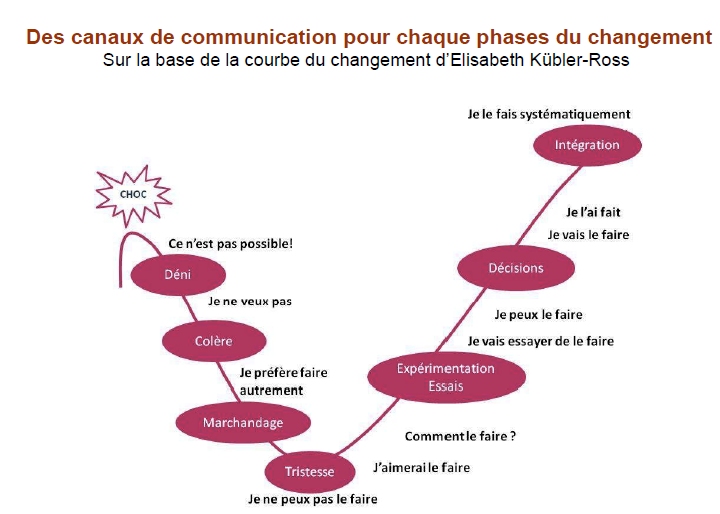 Des canaux de communication pour chaque phases du changement
Sur la base de la courbe du changement d’Elisabeth Kübler-Ross
CHOC
Ce n’est pas possible!
Déni
Je ne veux pas
Colère
Je préfère faire
autrement
Marchandage
Tristesse
Je ne peux pas le faire
J’aimerai le faire
Comment le faire ?
Expérimentation
Essais
Je vais essayer de le faire
Je peux le faire
Décisions
Je vais le faire
Je l’ai fait
Intégration
Je le fais systématiquement